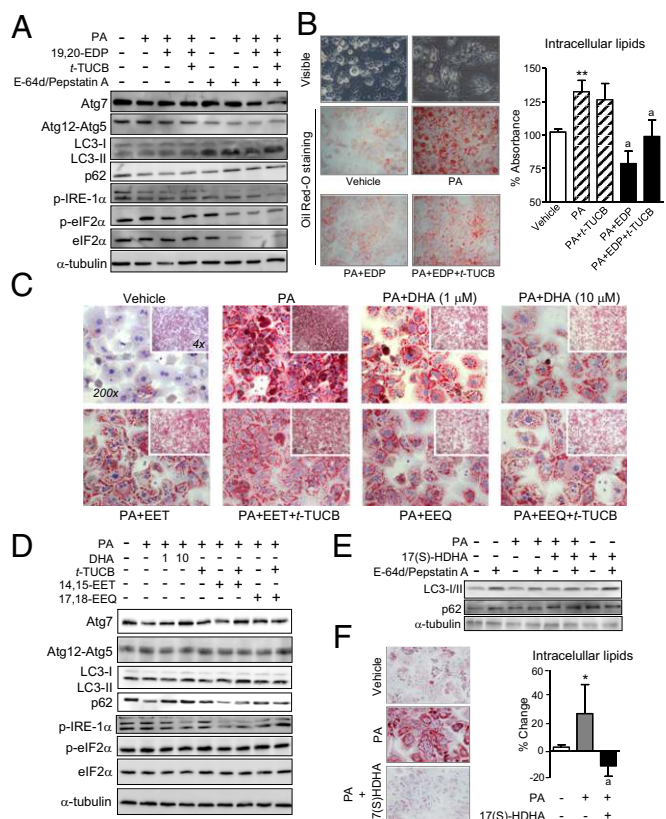 A
PA - + + + - + + +
19,20-EDP - - + + - - + +
t-TUCB - - - + - - - +
E-64d/Pepstatin A - - - - + + + +
Atg7
Atg12-Atg5
LC3-I
LC3-II
p62
p-IRE-1α
p-eIF2α
eIF2α
α-tubulin
B
Visible
Oil Red-O staining
Vehicle
PA
PA+EDP
PA+EDP+t-TUCB
Intracellular lipids
% Absorbance
150
125
100
75
50
**
a
a
Vehicle
PA
PA+t-TUCB
PA+EDP
PA+EDP+t-TUCB
C
Vehicle
PA
PA+DHA (1 μM)
PA+DHA (10 μM)
4x
200x
PA+EET
PA+EET+t-TUCB
PA+EEQ
PA+EEQ+t-TUCB
D
PA - + + + + + + + +
DHA - - 1 10 - - - - -
t-TUCB - - - - + - + - +
14,15-EET - - - - - + + - -
17,18-EEQ - - - - - - - + +
Atg7
Atg12-Atg5
LC3-I
LC3-II
p62
p-IRE-1α
p-eIF2α
eIF2α
α-tubulin
E
PA - - + + + + - -
17(S)-HDHA - - - - + + + +
E-64d/Pepstatin A - + - + - + - +
LC3-I/II
p62
α-tubulin
F
Vehicle
PA
PA
+
17(S)HDHA
Intracelullar lipids
% Change
60
40
20
0
-20
*
a
PA - + +
17(S)-HDHA - - +